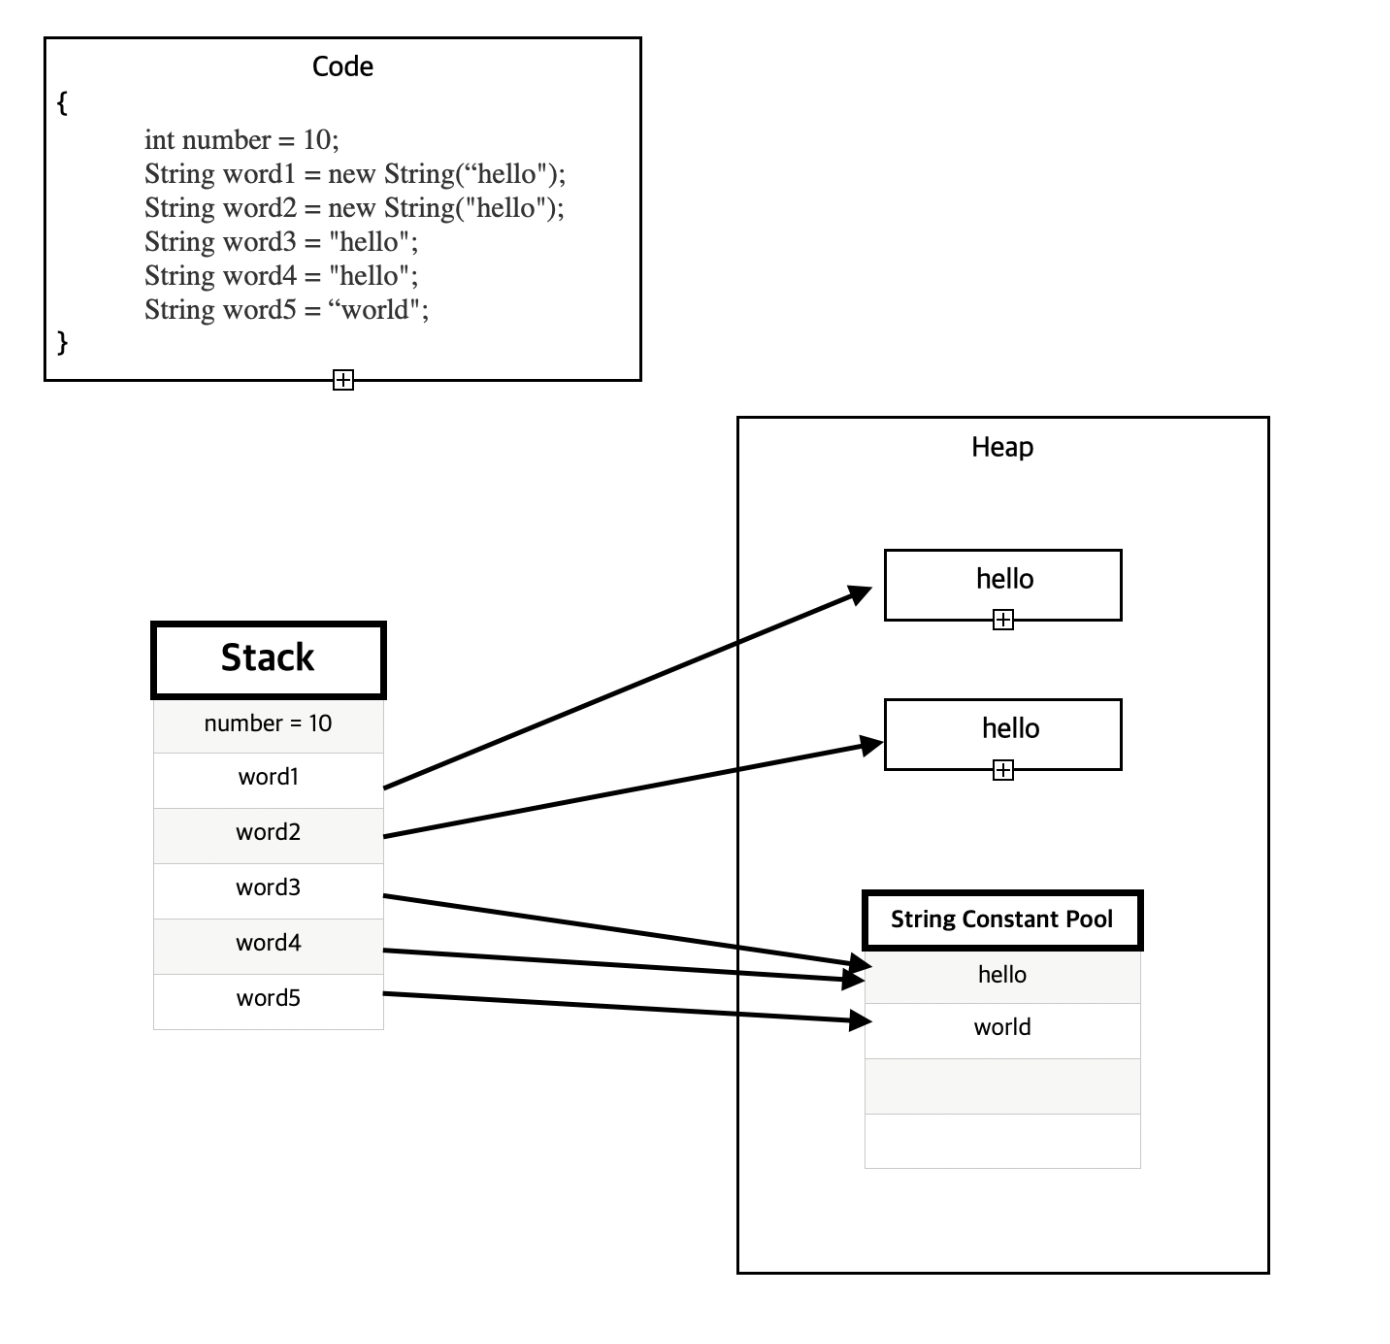 Code
{
int number = 10;
String word1 = new String(“hello");
String word2 = new String("hello");
String word3 = "hello";
String word4 = "hello";
String word5 = “world";
}
Heap
hello
hello
Stack
number = 10
word1
word2
word3
word4
word5
String Constant Pool
hello
world